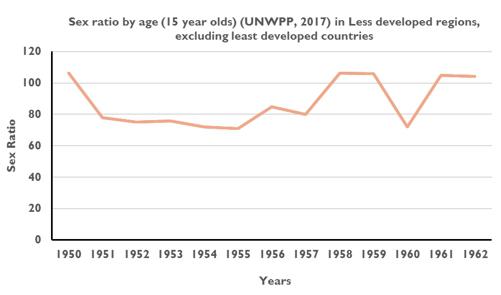 Sex ratio by age (15 year olds) (UNWPP, 2017) in Less developed regions,
excluding least developed countries
120
100
80
60
40
20
0
Sex Ratio
1950 1951 1952 1953 1954 1955 1956 1957 1958 1959 1960 1961 1962
Years